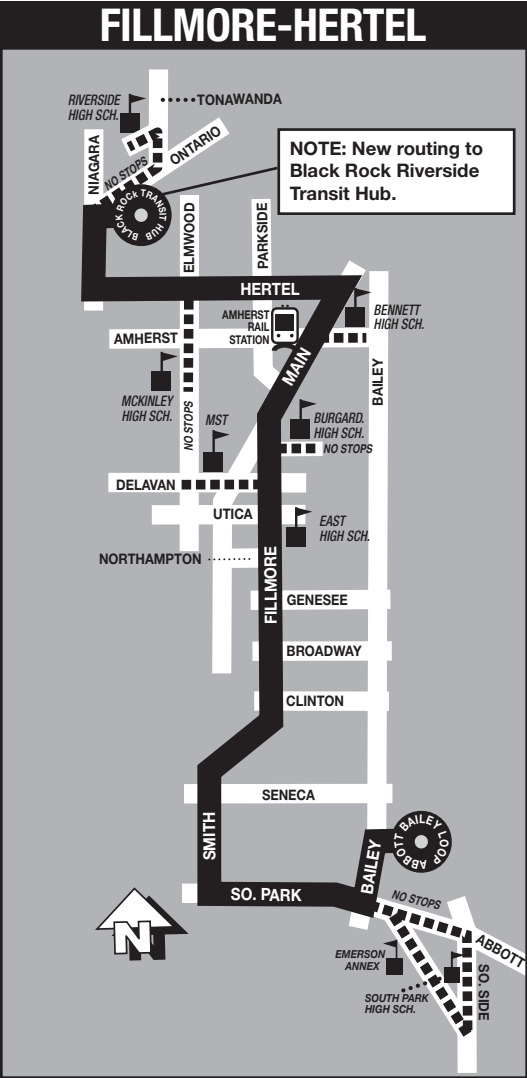 FILLMORE-HERTEL
RIVERSIDE
HIGH SCH.
TONAWANDA
ONTARIO
NIAGARA
NO STOPS
NOTE: New routing to
Black Rock Riverside
Transit Hub.
BLACK ROCk TRANSIT HUB
ELMWOOD
PARKSIDE
HERTEL
AMHERST
RAIL
STATION
BENNETT
HIGH SCH.
AMHERST
MAIN
BAILEY
MCKINLEY
HIGH SCH.
NO STOPS
MST
BURGARD.
HIGH SCH.
NO STOPS
DELAVAN
UTICA
EAST
HIGH SCH.
NORTHAMPTON
FILLMORE
GENESEE
BROADWAY
CLINTON
SENECA
SMITH
ABBOTT BAILEY LOOP
BAILEY
SO. PARK
NO STOPS
N
ABBOTT
EMERSON
ANNEX
SO. SIDE
SOUTH PARK
HIGH SCH.